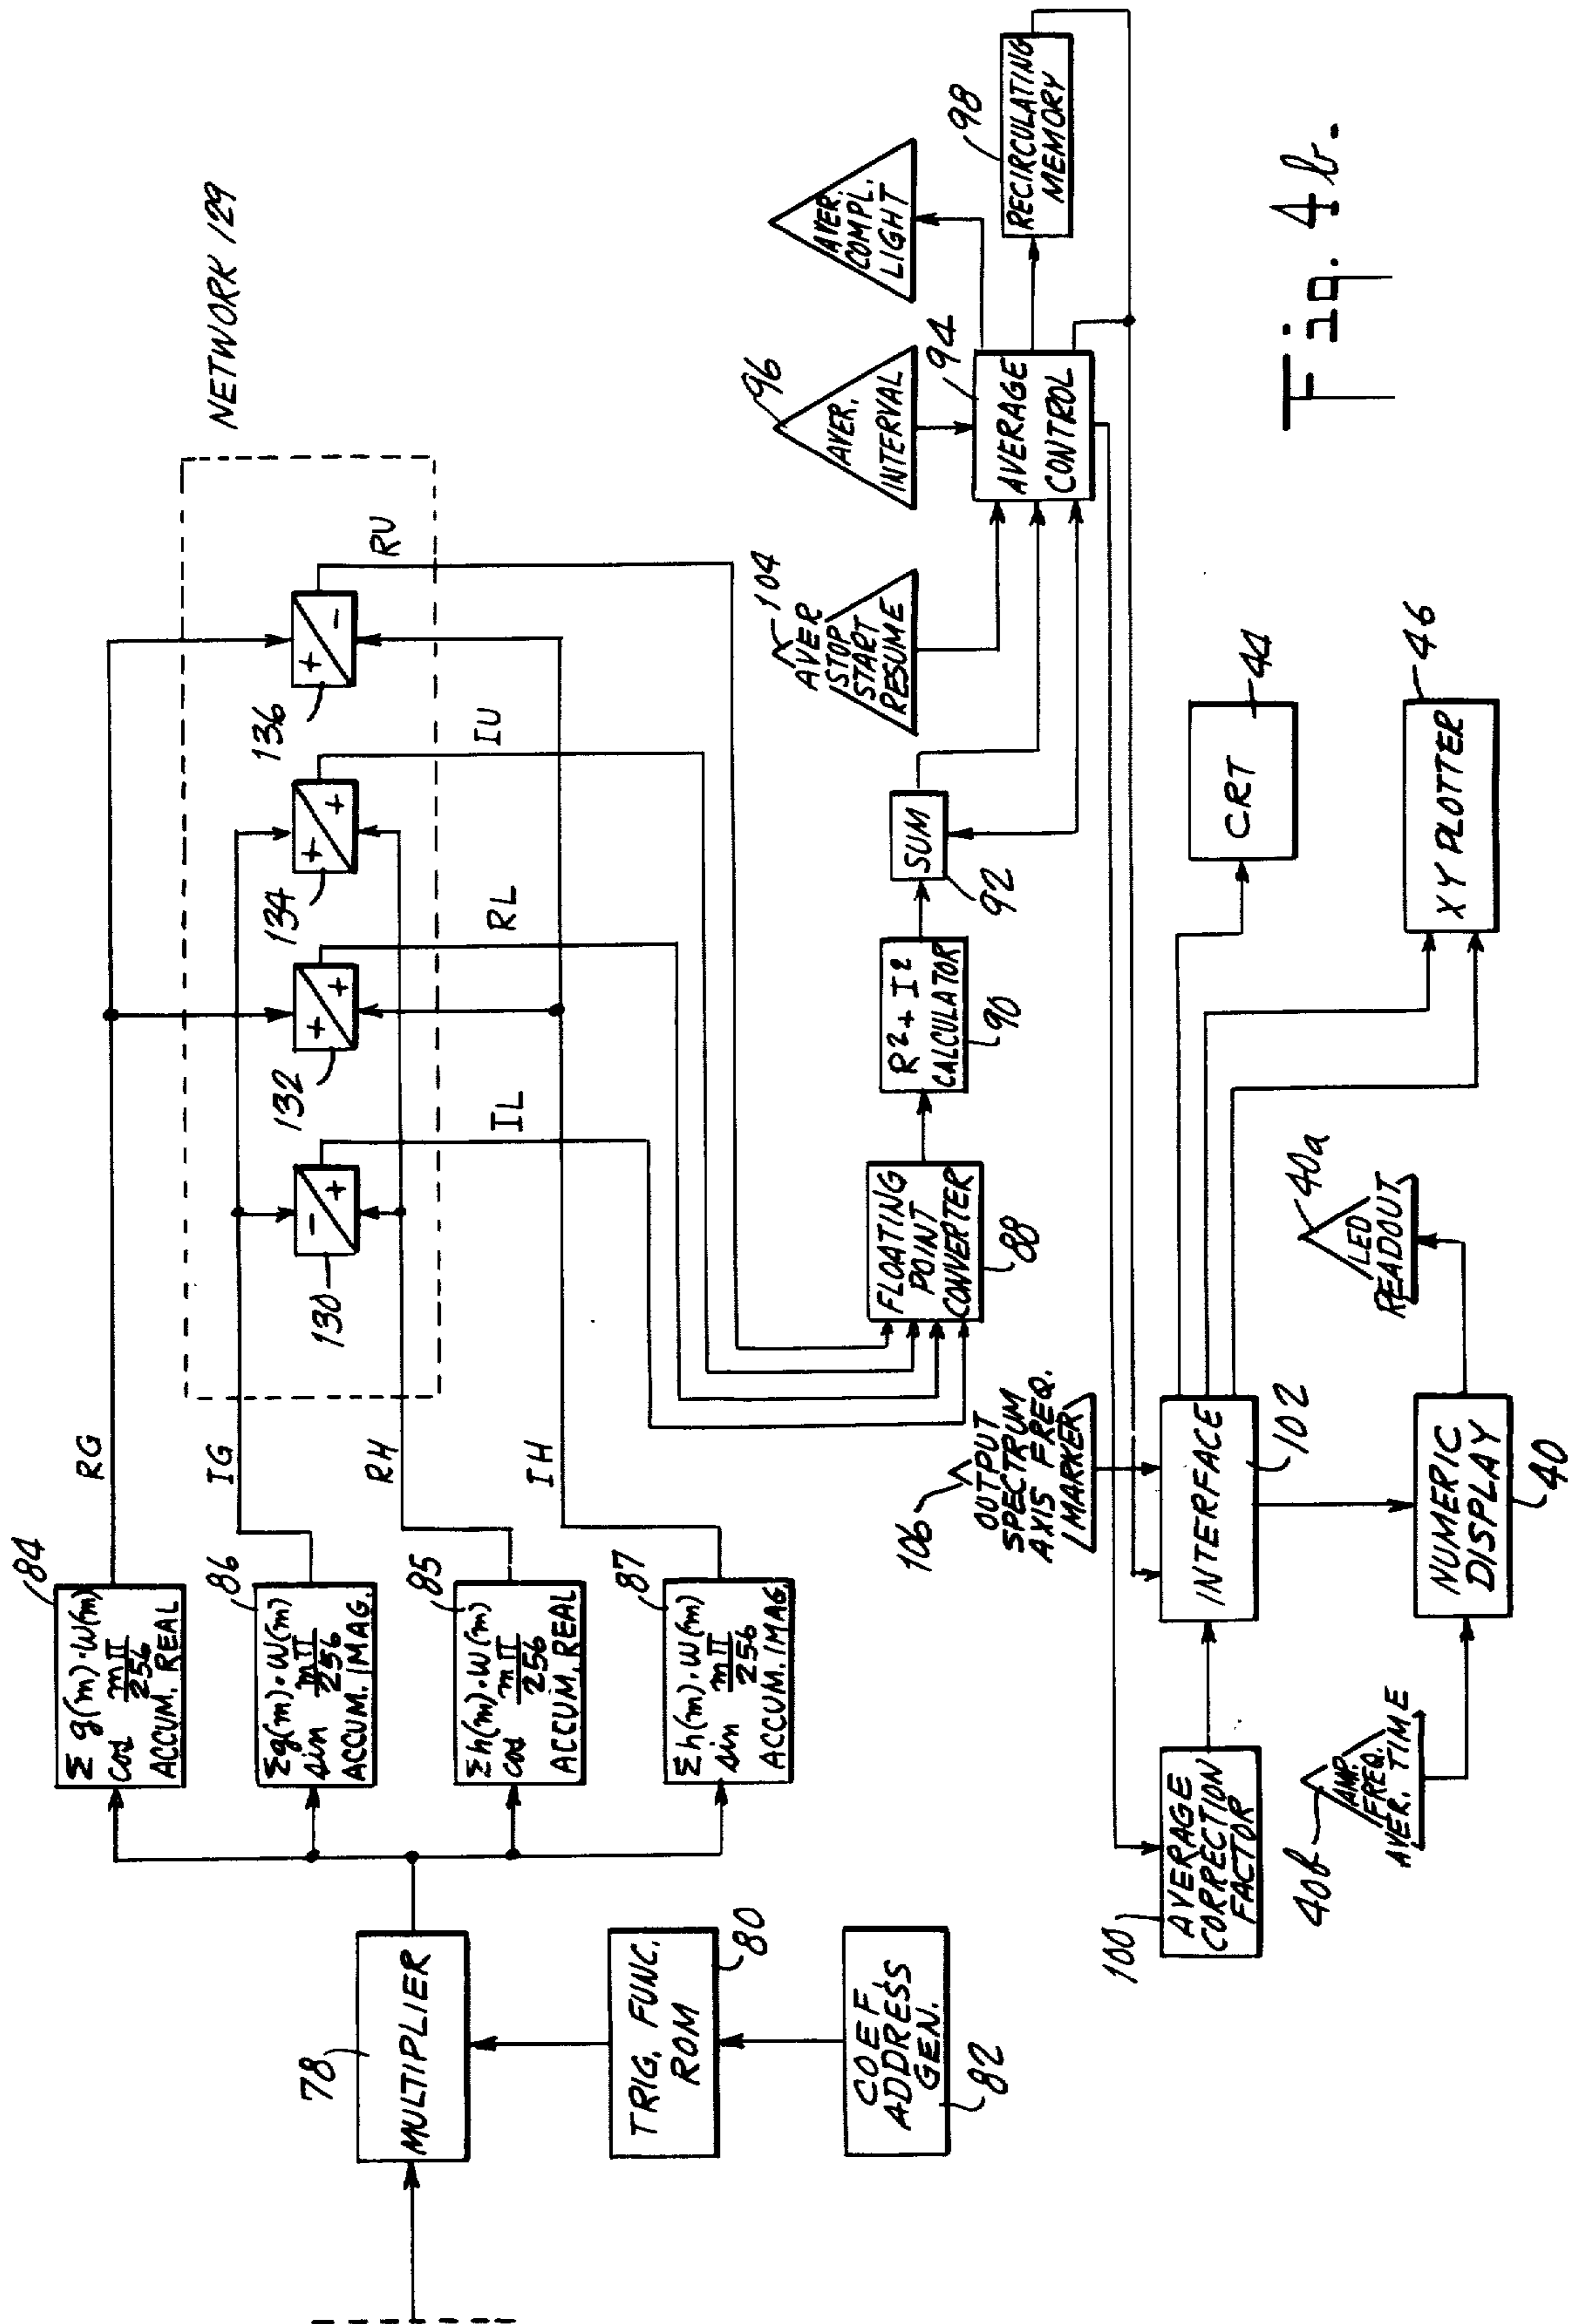 NETWORK 129
84
Σ g(m)·W(m)
cos mΠ/256
ACCUM. REAL
RG
86
Σg(m)·W(m)
sin mΠ/256
ACCUM. IMAG.
IG
85
Σh(m)·W(m)
cos mΠ/256
ACCUM. REAL
RH
87
Σh(m)·W(m)
sin mΠ/256
ACCUM. IMAG.
IH
130
- +
132
+ +
134
+ +
136
+ -
IL
RL
IU
RU
78
MULTIPLIER
TRIG. FUNC.
ROM
80
COEF.
ADDRESS
GEN.
82
FLOATING
POINT
CONVERTER
88
R²+I²
CALCULATOR
90
SUM
92
104
AVER
STOP
START
RESUME
96
AVER.
INTERVAL
AVER.
COMPL.
LIGHT
94
AVERAGE
CONTROL
98
RECIRCULATING
MEMORY
106
OUTPUT
SPECTRUM
AXIS FREQ.
MARKER
100
AVERAGE
CORRECTION
FACTOR
INTERFACE
102
CRT
44
XY PLOTTER
46
40b
AMP.
FREQ.
AVER. TIME
NUMERIC
DISPLAY
40
40a
LED
READOUT
Fig. 4b.